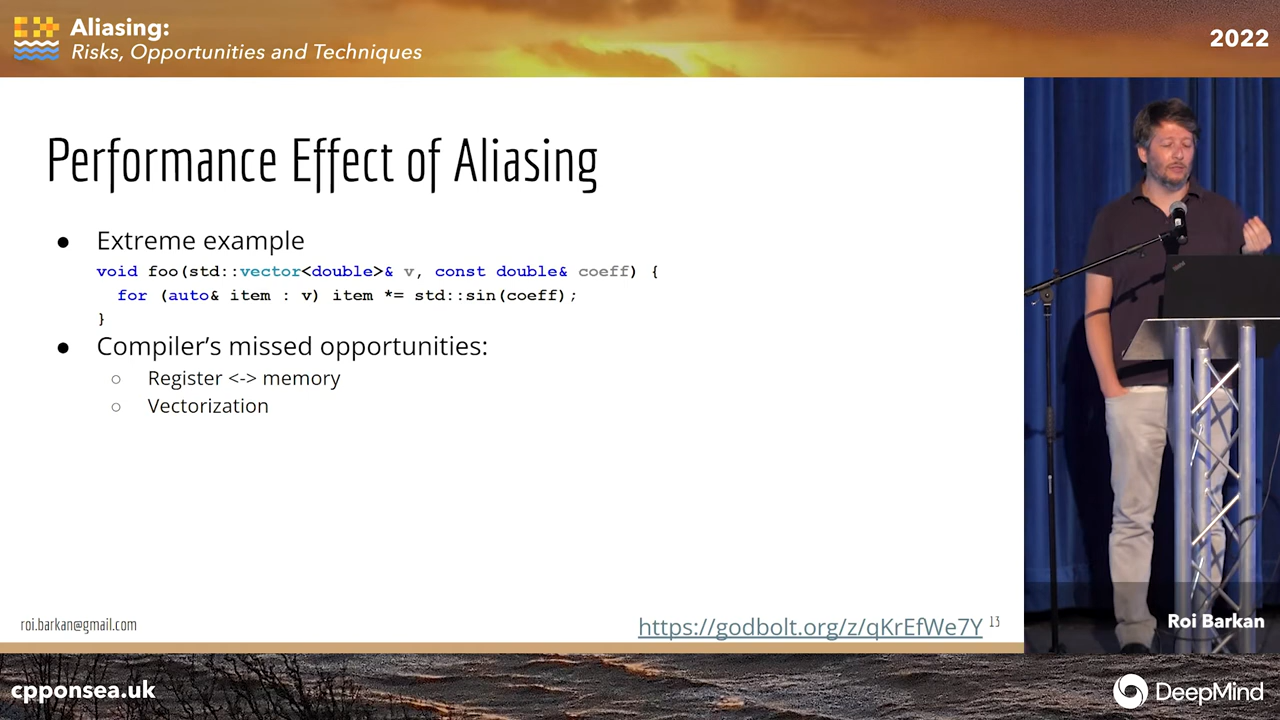 Aliasing:
Risks, Opportunities and Techniques
2022
Performance Effect of Aliasing
● Extreme example
void foo(std::vector<double>& v, const double& coeff) {
for (auto& item : v) item *= std::sin(coeff);
}
● Compiler's missed opportunities:
○ Register <-> memory
○ Vectorization
roi.barkan@gmail.com
https://godbolt.org/z/qKrEfWe7Y
13
Roi Barkan
cpponsea.uk
DeepMind